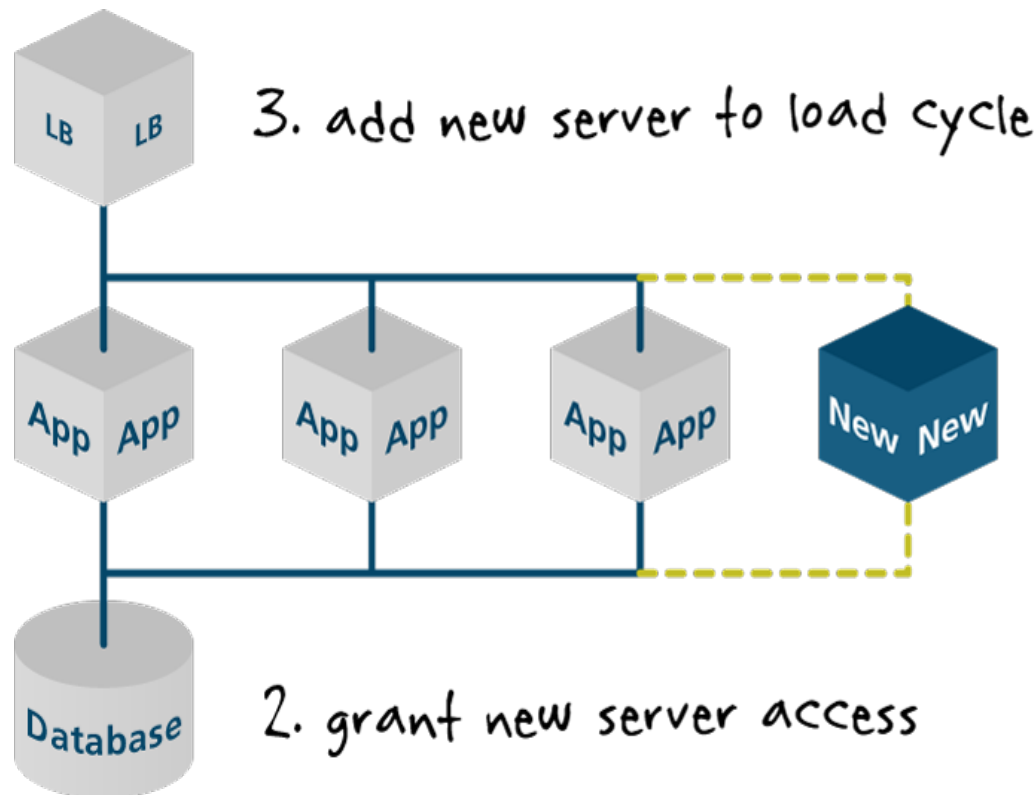 LB LB
3. add new server to load cycle
App App
App App
App App
New New
Database
2. grant new server access